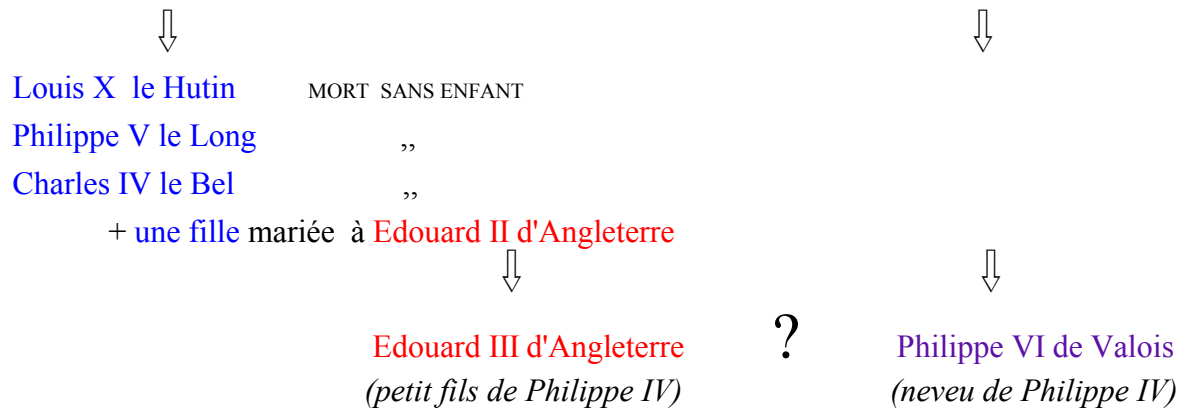 Louis X le Hutin MORT SANS ENFANT
Philippe V le Long ,,
Charles IV le Bel ,,
+ une fille mariée à Edouard II d'Angleterre
Edouard III d'Angleterre ? Philippe VI de Valois
(petit fils de Philippe IV) (neveu de Philippe IV)